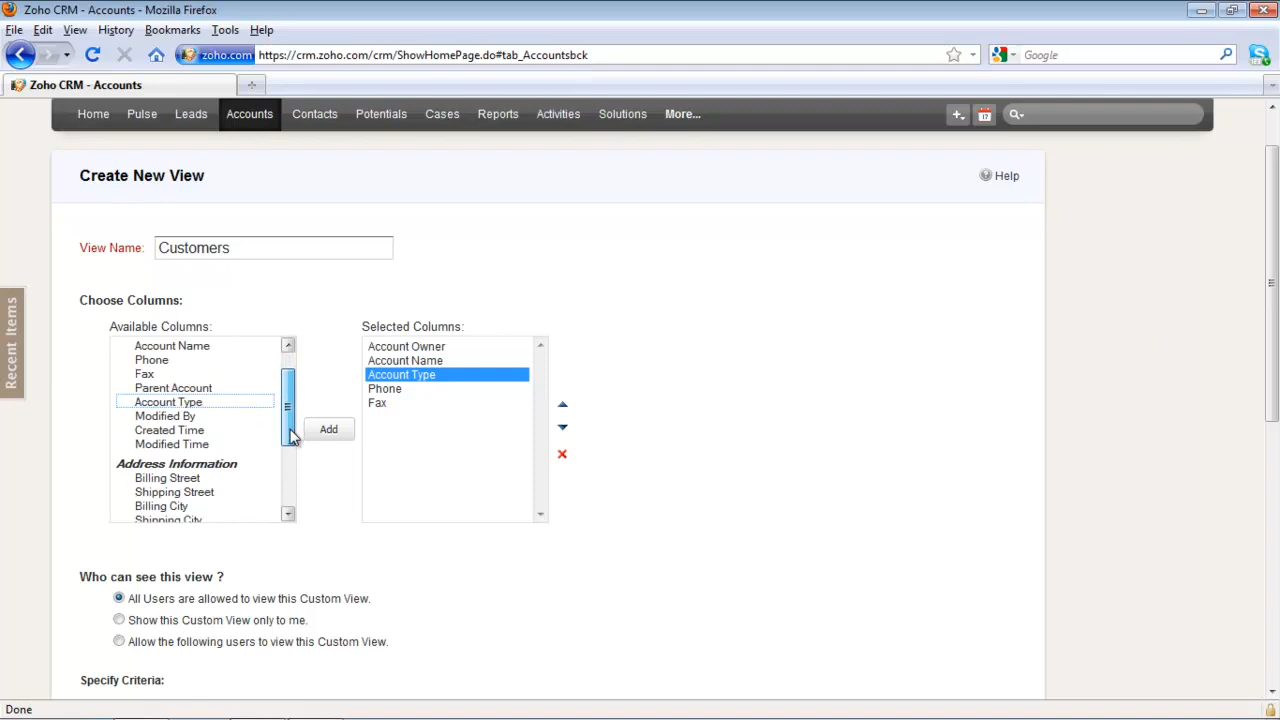 Zoho CRM - Accounts - Mozilla Firefox
File Edit View History Bookmarks Tools Help
zoho.com https://crm.zoho.com/crm/ShowHomePage.do#tab_Accountsbck Google
Zoho CRM - Accounts
Home Pulse Leads Accounts Contacts Potentials Cases Reports Activities Solutions More... 17
Create New View Help
View Name: Customers
Choose Columns:
Available Columns: Selected Columns:
Account Name Account Owner
Phone Account Name
Fax Account Type
Parent Account Phone
Account Type Fax
Modified By
Created Time Add
Modified Time
Address Information
Billing Street
Shipping Street
Billing City
Shipping City
Recent Items
Who can see this view ?
All Users are allowed to view this Custom View.
Show this Custom View only to me.
Allow the following users to view this Custom View.
Specify Criteria:
Done